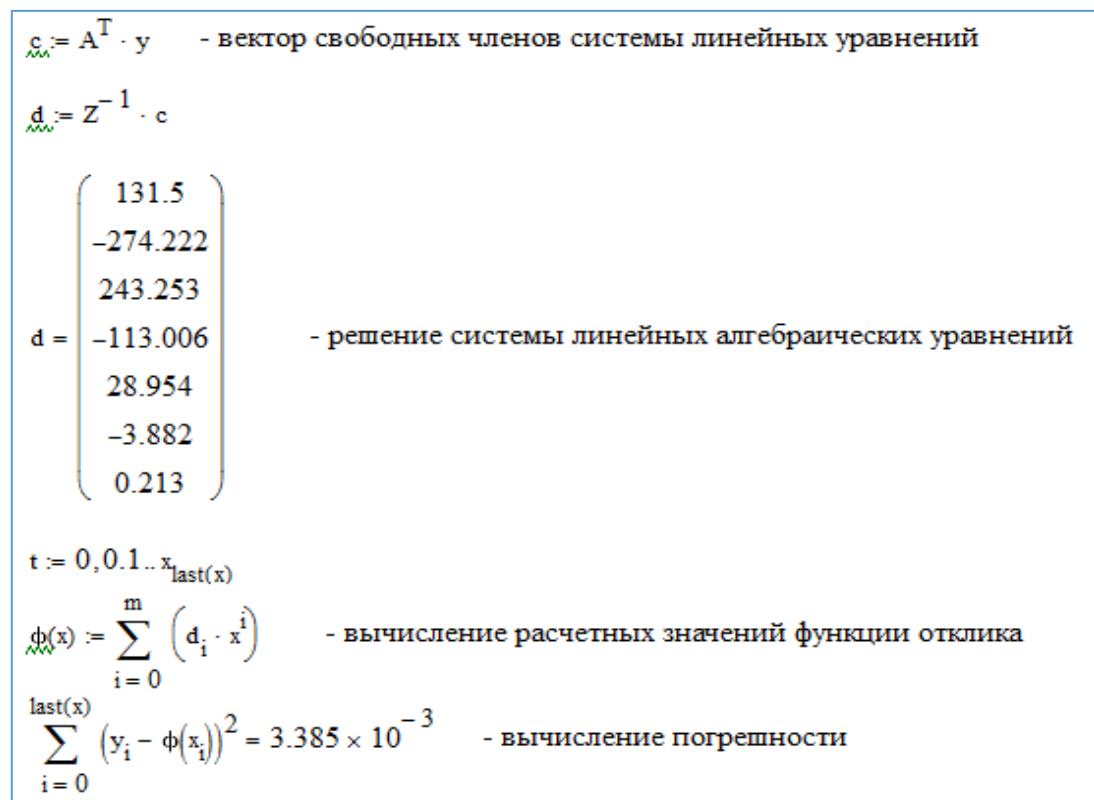 c := A^T · y - вектор свободных членов системы линейных уравнений
d := Z^−1 · c
131.5
−274.222
243.253
d = −113.006 - решение системы линейных алгебраических уравнений
28.954
−3.882
0.213
t := 0,0.1.. x_last(x)
m
ϕ(x) := ∑ (d_i · x^i) - вычисление расчетных значений функции отклика
i = 0
last(x)
∑ (y_i − ϕ(x_i))^2 = 3.385 × 10^−3 - вычисление погрешности
i = 0